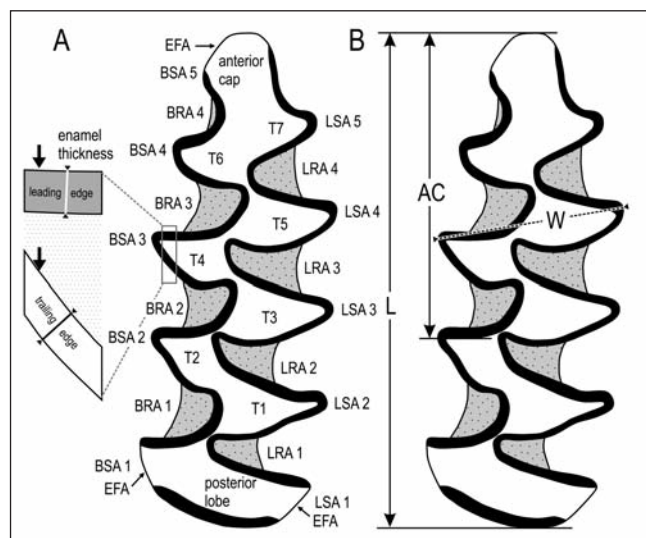 A
B
EFA
anterior
cap
BSA 5
BRA 4
T7
LSA 5
enamel
thickness
BSA 4
T6
LRA 4
leading
edge
BRA 3
LSA 4
T5
BSA 3
T4
LRA 3
trailing
edge
BRA 2
LSA 3
T3
BSA 2
T2
LRA 2
BRA 1
T1
LSA 2
LRA 1
BSA 1
EFA
posterior
lobe
LSA 1
EFA
AC
W
L